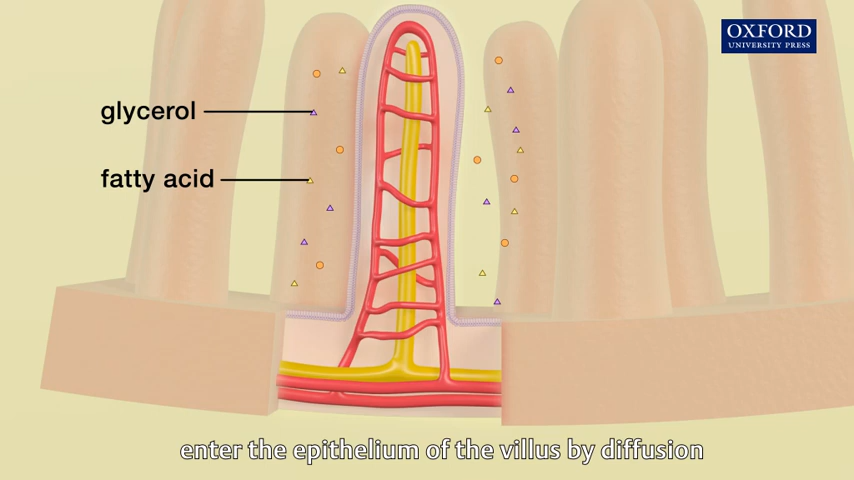 OXFORD
UNIVERSITY PRESS
glycerol
fatty acid
enter the epithelium of the villus by diffusion